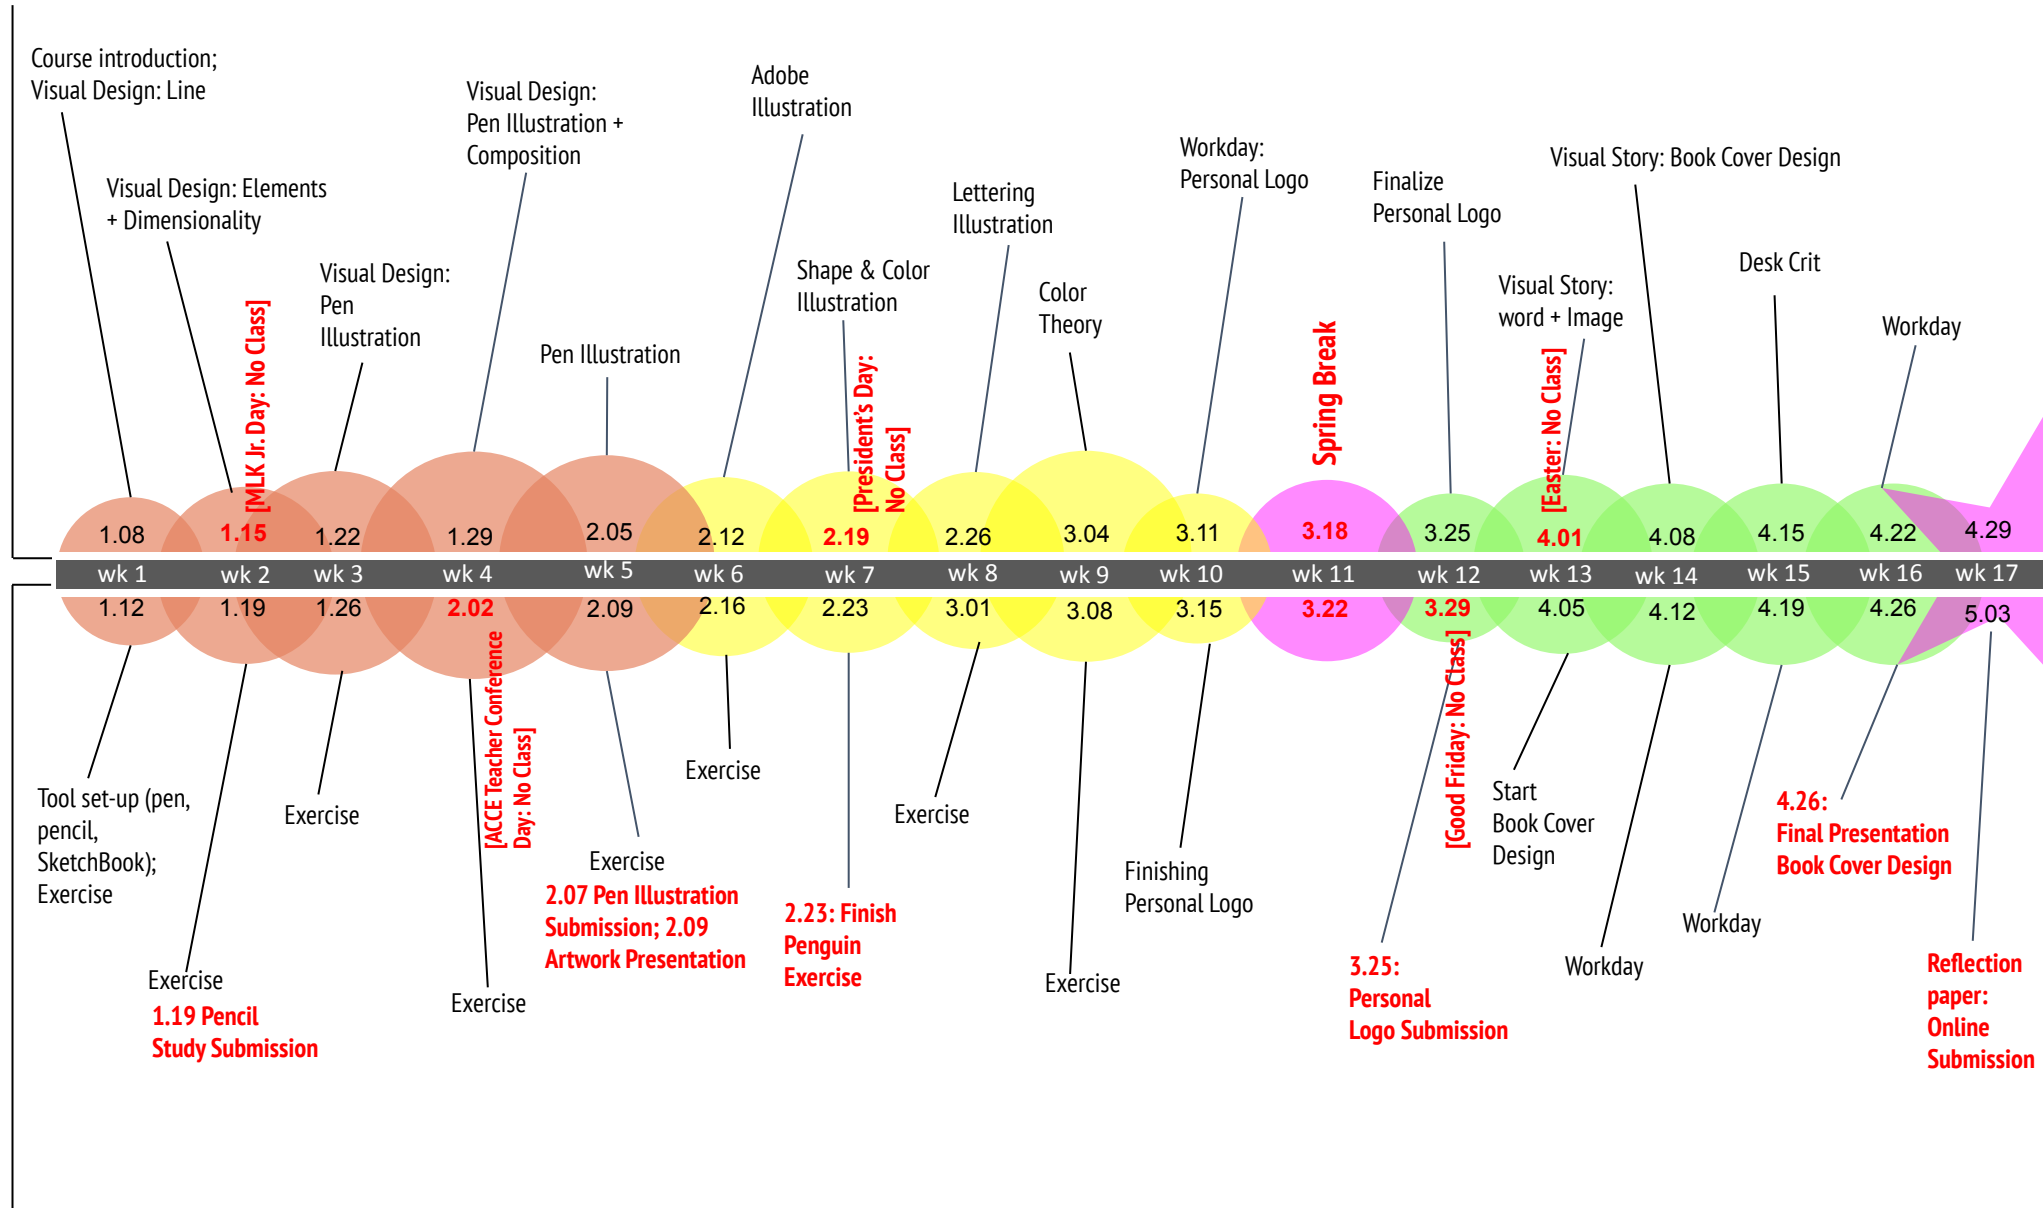 Course introduction;
Visual Design: Line
Visual Design: Elements
+ Dimensionality
[MLK Jr. Day: No Class]
Visual Design:
Pen
Illustration
Visual Design:
Pen Illustration +
Composition
Pen Illustration
Adobe
Illustration
Shape & Color
Illustration
[President's Day:
No Class]
Lettering
Illustration
Color
Theory
Workday:
Personal Logo
Spring Break
Finalize
Personal Logo
[Easter: No Class]
Visual Story:
word + Image
Visual Story: Book Cover Design
Desk Crit
Workday
1.08
1.15
1.22
1.29
2.05
2.12
2.19
2.26
3.04
3.11
3.18
3.25
4.01
4.08
4.15
4.22
4.29
wk 1
wk 2
wk 3
wk 4
wk 5
wk 6
wk 7
wk 8
wk 9
wk 10
wk 11
wk 12
wk 13
wk 14
wk 15
wk 16
wk 17
1.12
1.19
1.26
2.02
2.09
2.16
2.23
3.01
3.08
3.15
3.22
3.29
4.05
4.12
4.19
4.26
5.03
Tool set-up (pen,
pencil,
SketchBook);
Exercise
Exercise
1.19 Pencil
Study Submission
Exercise
[ACCE Teacher Conference
Day: No Class]
Exercise
Exercise
2.07 Pen Illustration
Submission; 2.09
Artwork Presentation
Exercise
2.23: Finish
Penguin
Exercise
Exercise
Exercise
Finishing
Personal Logo
[Good Friday: No Class]
3.25:
Personal
Logo Submission
Start
Book Cover
Design
Workday
Workday
4.26:
Final Presentation
Book Cover Design
Reflection
paper:
Online
Submission